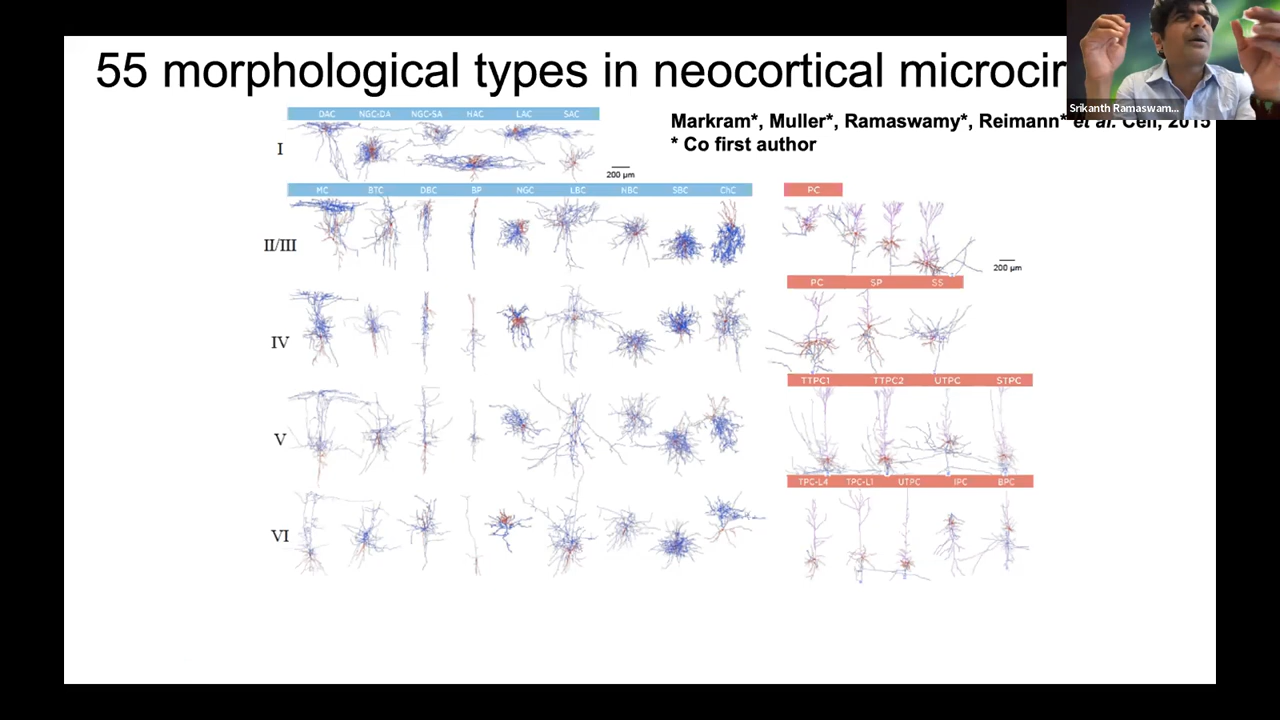 55 morphological types in neocortical microcir
Srikanth Ramaswam...
Markram*, Muller*, Ramaswamy*, Reimann* et al. Cell, 2015
* Co first author
DAC NGC-DA NGC-SA HAC LAC SAC
I
200 µm
MC BTC DBC BP NGC LBC NBC SBC ChC
PC
II/III
200 µm
PC SP SS
IV
TTPC1 TTPC2 UTPC STPC
V
TPC-L4 TPC-L1 UTPC IPC BPC
VI